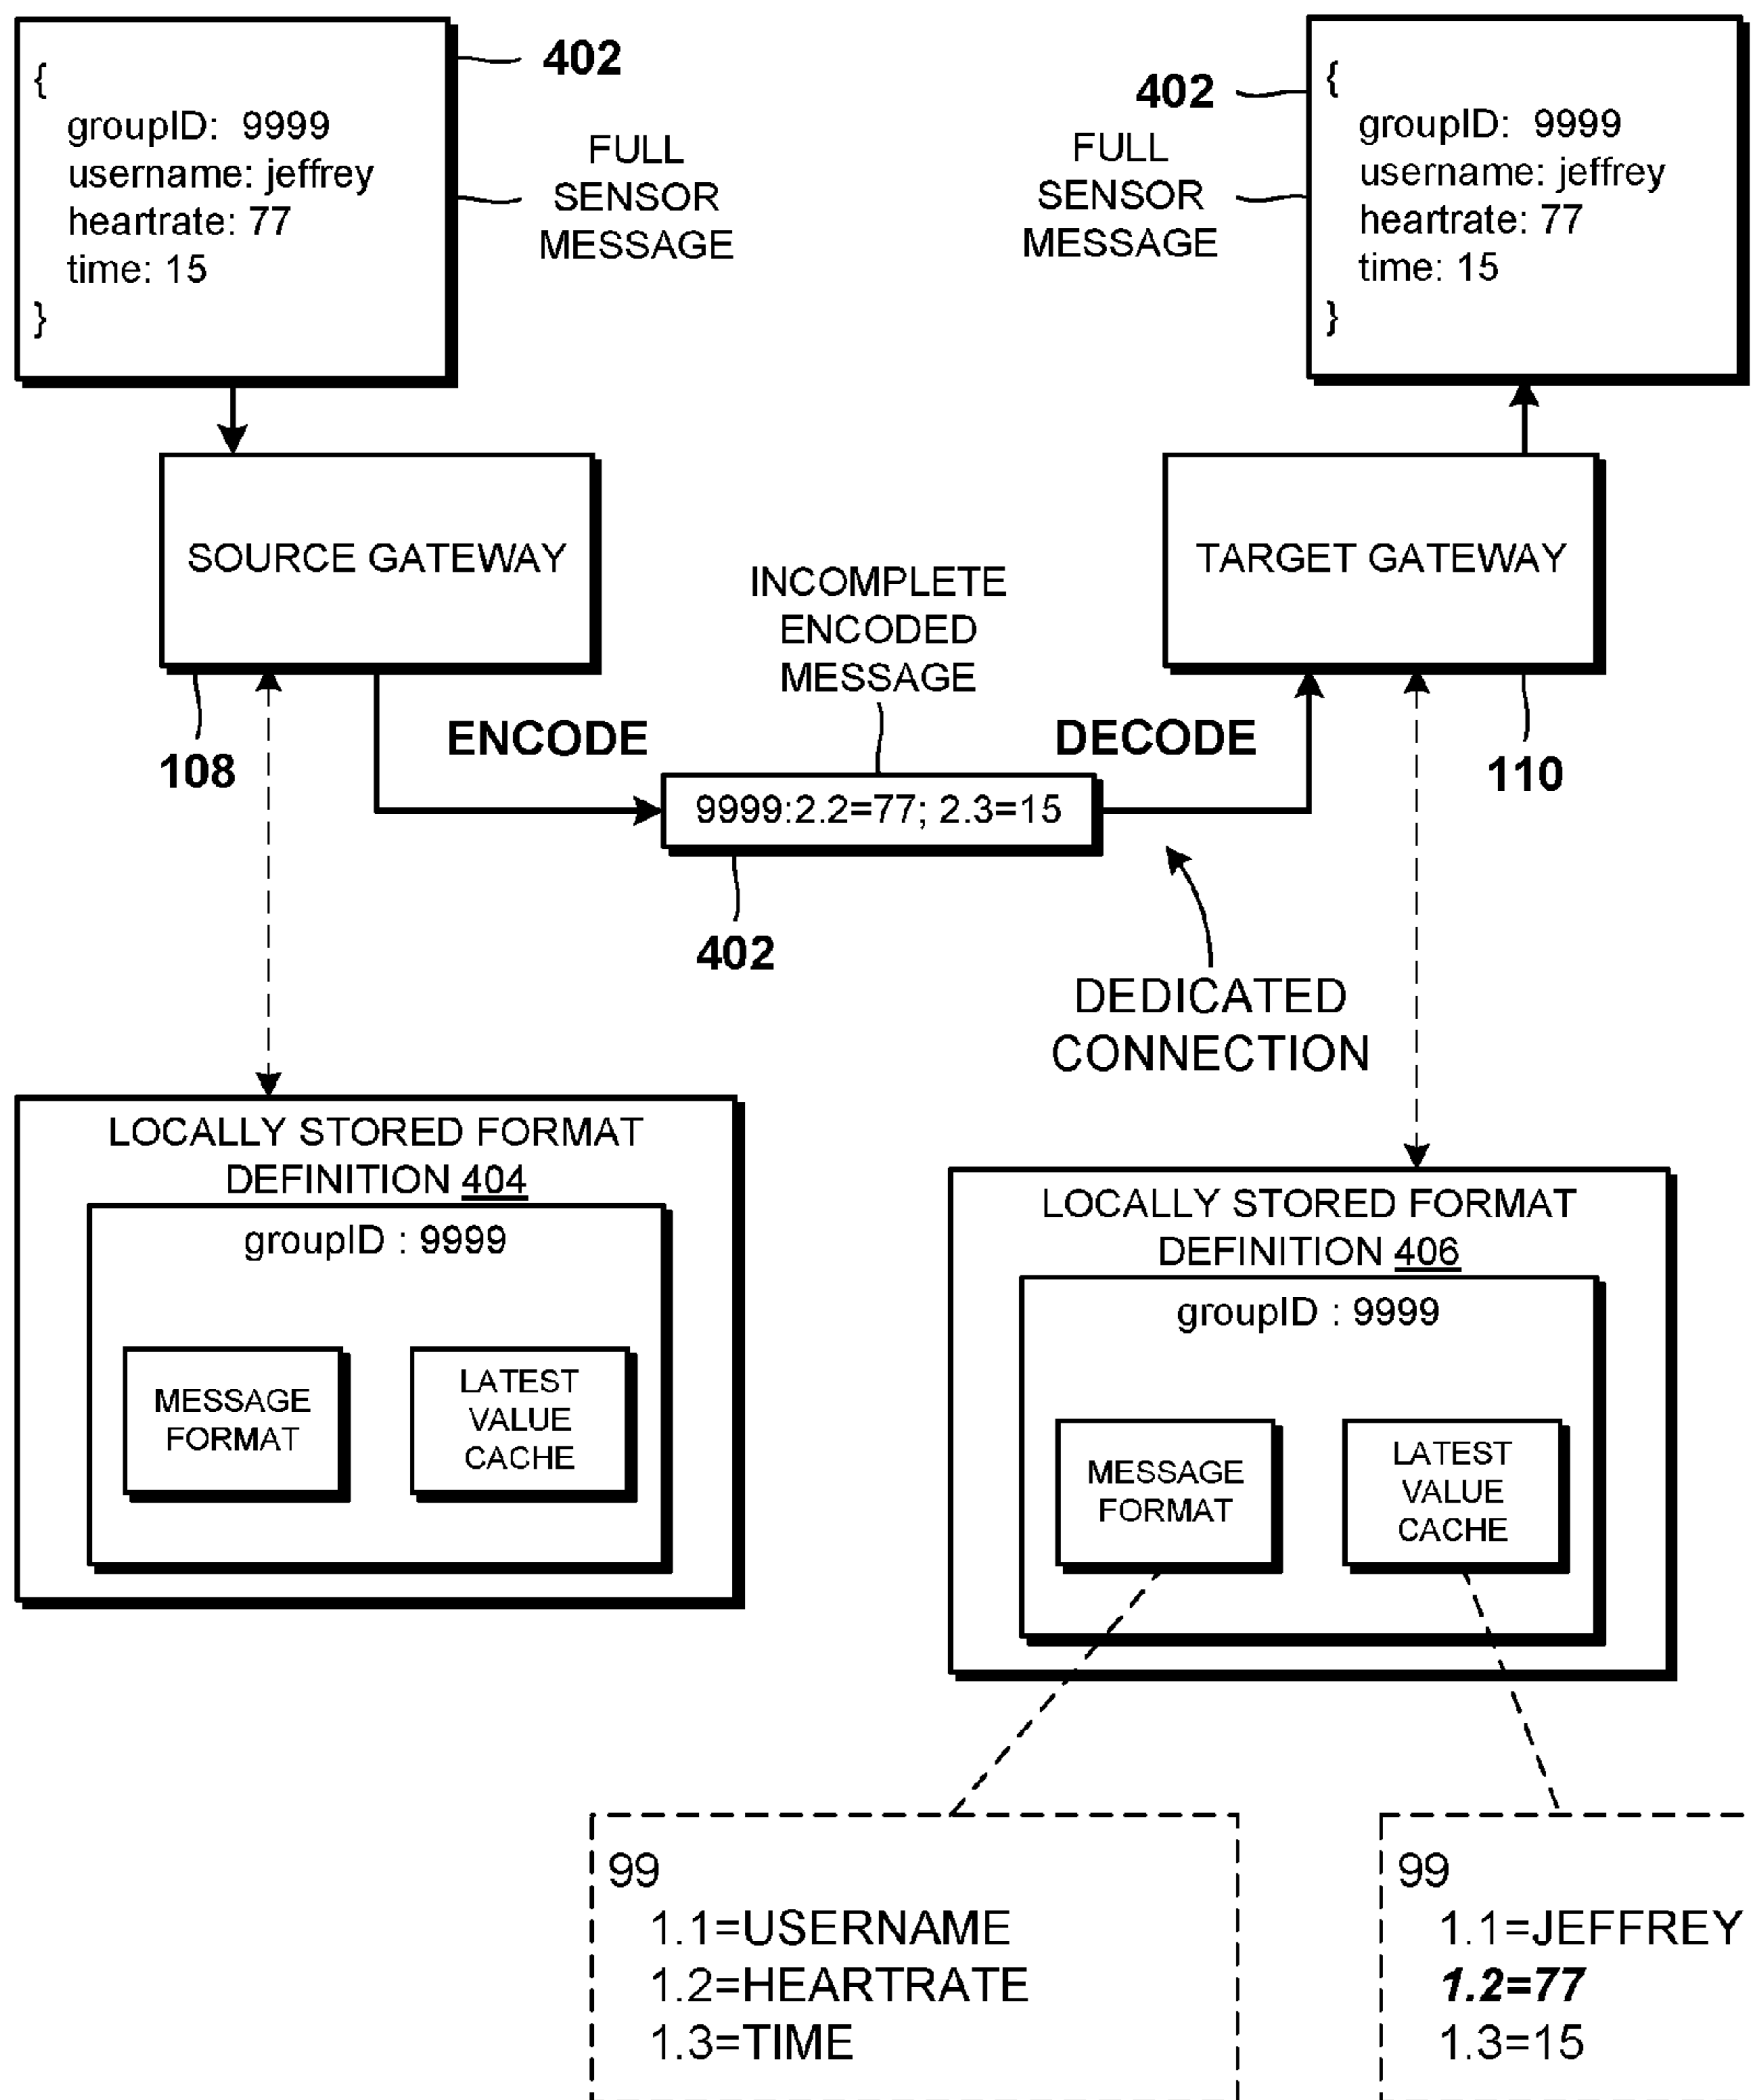 {
groupID: 9999
username: jeffrey
heartrate: 77
time: 15
}
402
FULL
SENSOR
MESSAGE
402
FULL
SENSOR
MESSAGE
{
groupID: 9999
username: jeffrey
heartrate: 77
time: 15
}
SOURCE GATEWAY
108
TARGET GATEWAY
110
INCOMPLETE
ENCODED
MESSAGE
ENCODE
DECODE
9999:2.2=77; 2.3=15
402
DEDICATED
CONNECTION
LOCALLY STORED FORMAT
DEFINITION 404
groupID : 9999
MESSAGE
FORMAT
LATEST
VALUE
CACHE
LOCALLY STORED FORMAT
DEFINITION 406
groupID : 9999
MESSAGE
FORMAT
LATEST
VALUE
CACHE
99
1.1=USERNAME
1.2=HEARTRATE
1.3=TIME
99
1.1=JEFFREY
1.2=77
1.3=15